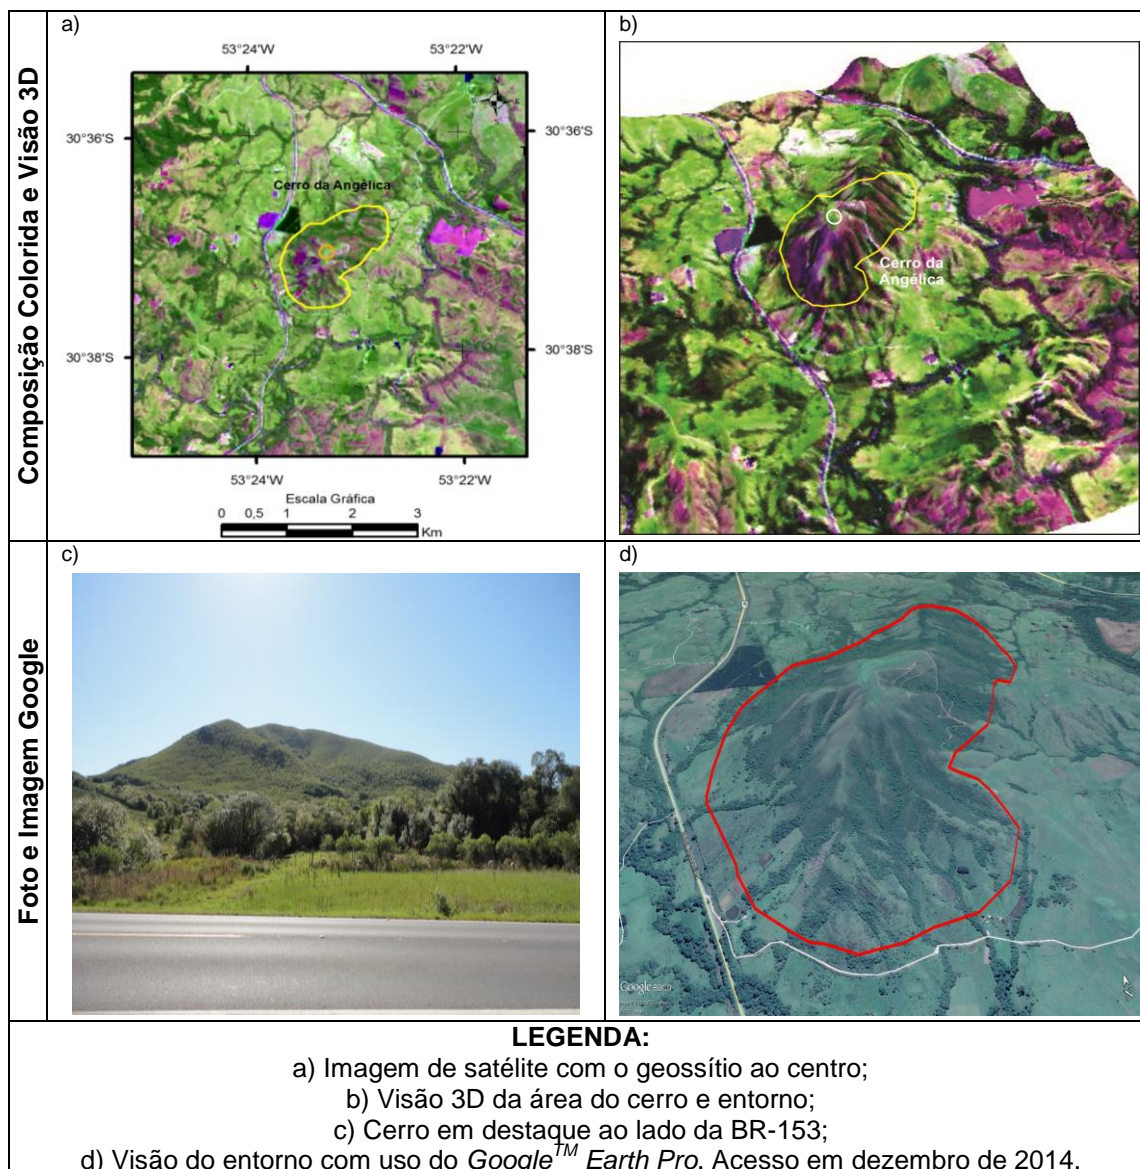 Composição Colorida e Visão 3D
a)
53°24'W 53°22'W
30°36'S 30°36'S
Cerro da Angélica
30°38'S 30°38'S
53°24'W 53°22'W
Escala Gráfica
0 0,5 1 2 3
Km
b)
Cerro da
Angélica
Foto e Imagem Google
c)
d)
Google earth
LEGENDA:
a) Imagem de satélite com o geossítio ao centro;
b) Visão 3D da área do cerro e entorno;
c) Cerro em destaque ao lado da BR-153;
d) Visão do entorno com uso do Google™ Earth Pro. Acesso em dezembro de 2014.